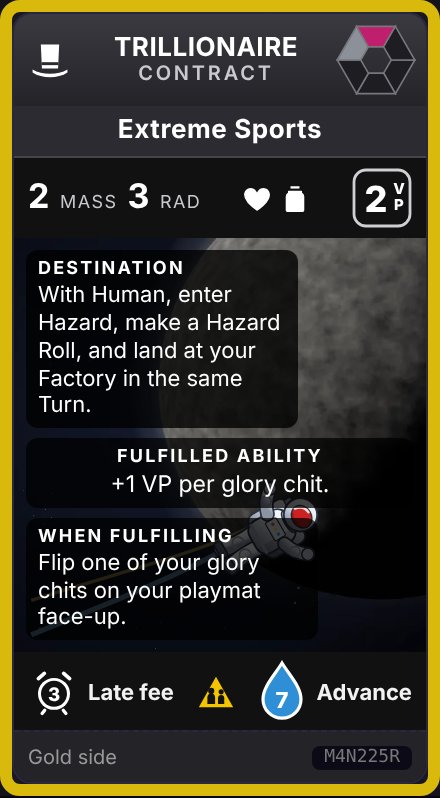 TRILLIONAIRE
CONTRACT
Extreme Sports
2 MASS 3 RAD
2 VP
DESTINATION
With Human, enter
Hazard, make a Hazard
Roll, and land at your
Factory in the same
Turn.
FULFILLED ABILITY
+1 VP per glory chit.
WHEN FULFILLING
Flip one of your glory
chits on your playmat
face-up.
3 Late fee 7 Advance
Gold side M4N225R